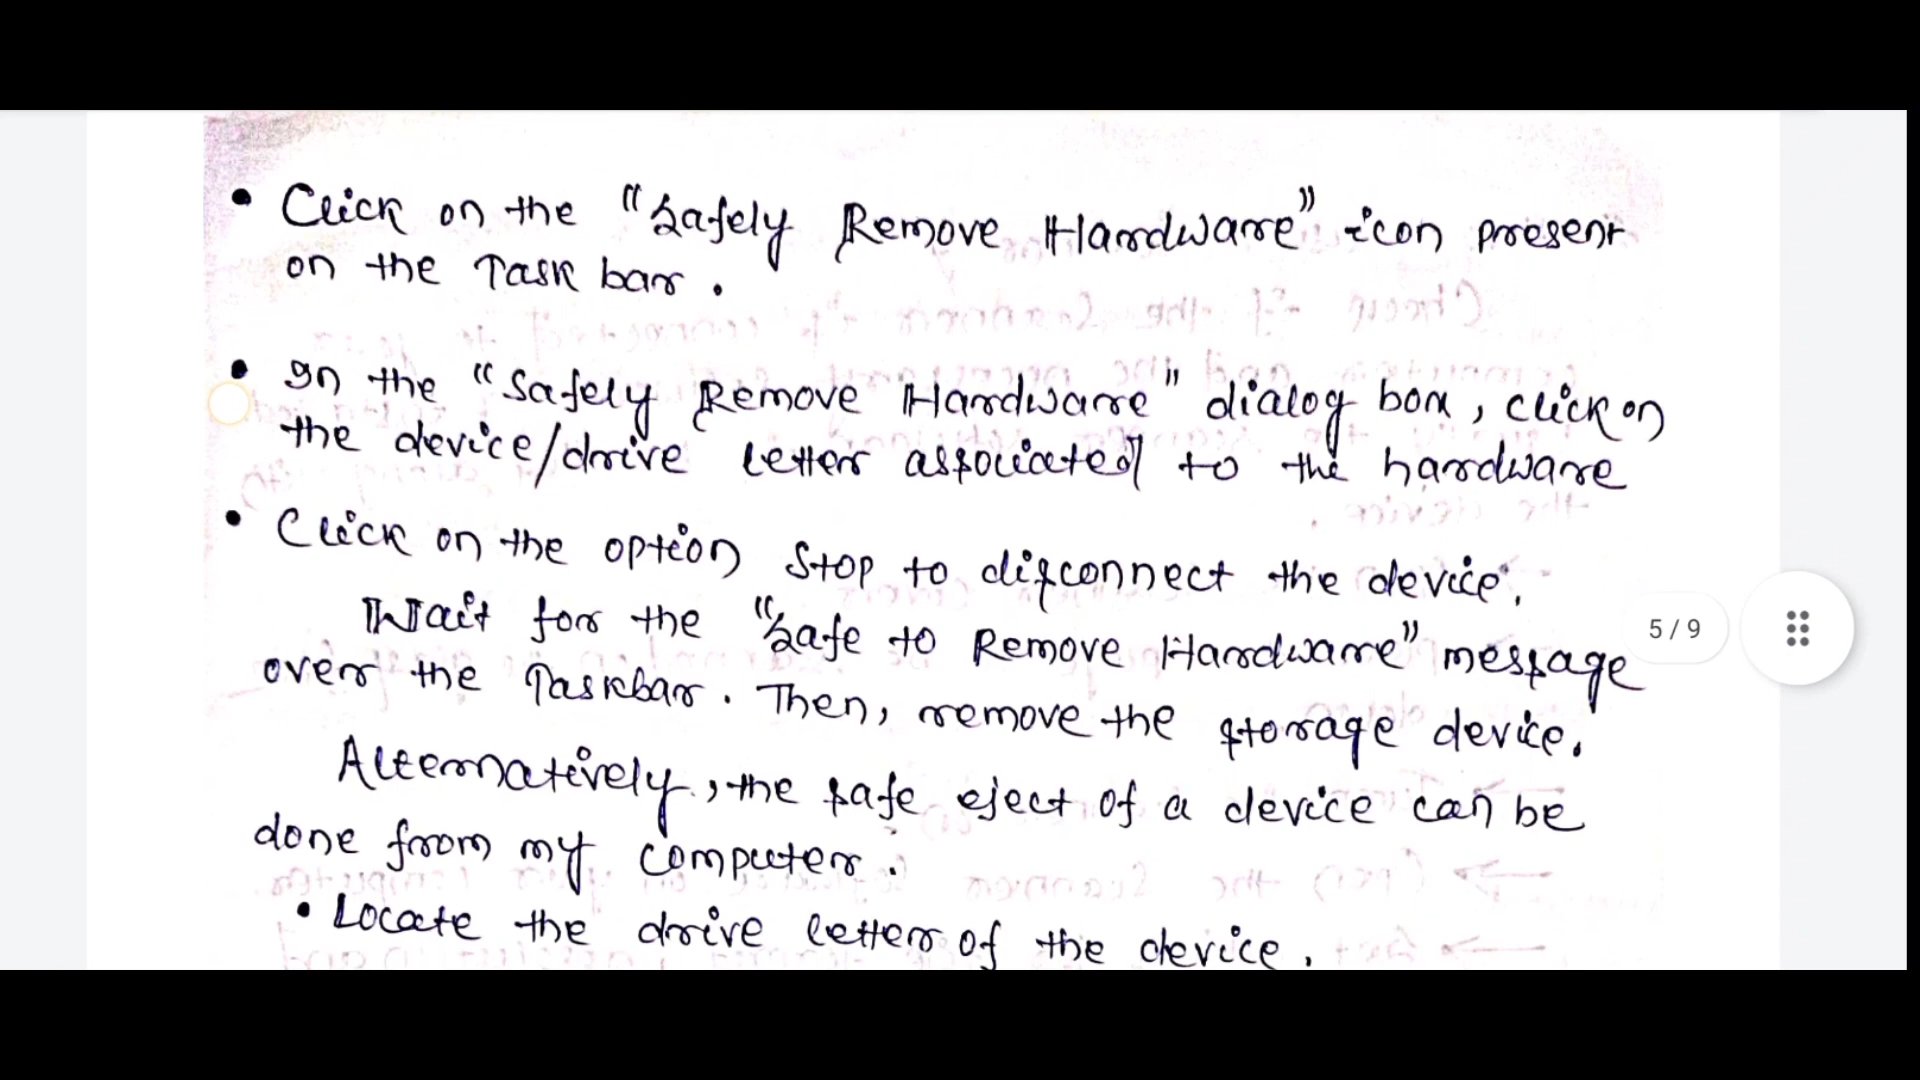 • Click on the "Safely Remove Hardware" icon present
on the Task bar.
• In the "Safely Remove Hardware" dialog box, click on
the device/drive letter associated to the hardware
• Click on the option Stop to disconnect the device.
Wait for the "Safe to Remove Hardware" message
over the Taskbar. Then, remove the storage device.
Alternatively, the safe eject of a device can be
done from my computer.
• Locate the drive letter of the device.
5 / 9